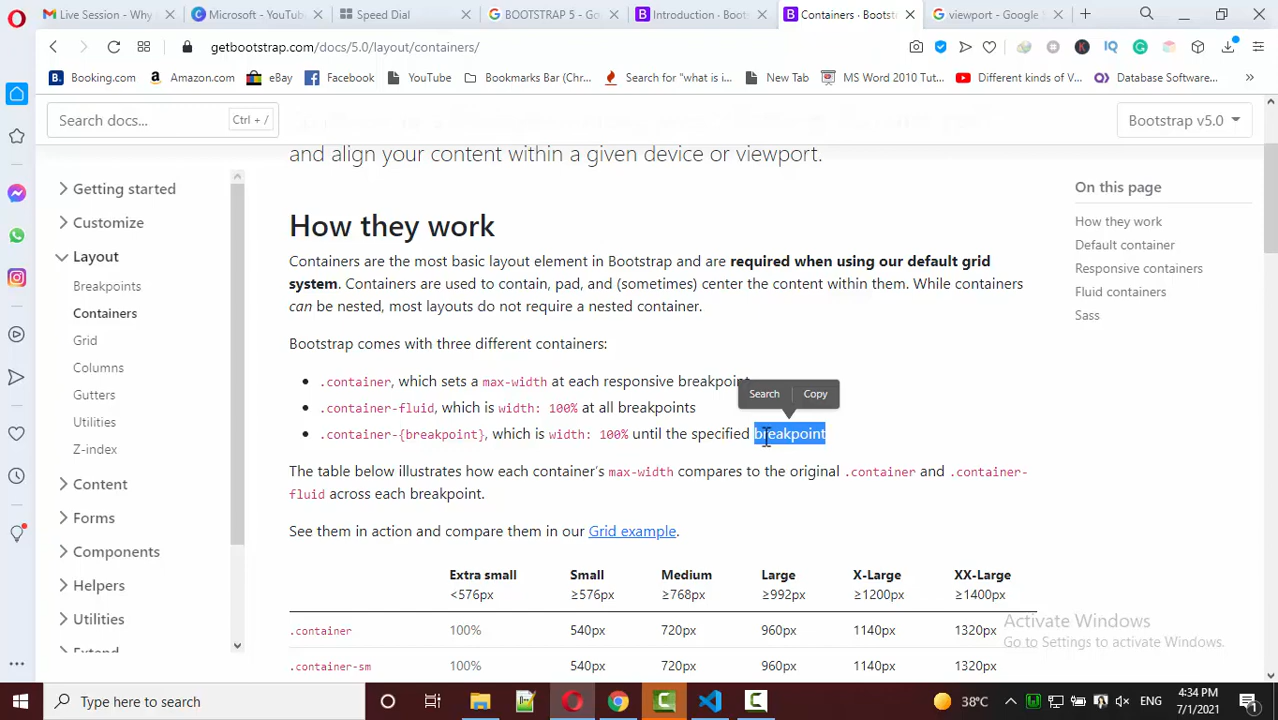 Live Session - Why
Microsoft - YouTub
Speed Dial
BOOTSTRAP 5 - Go
Introduction · Boots
Containers · Bootst
viewport - Google
getbootstrap.com/docs/5.0/layout/containers/
Booking.com
Amazon.com
eBay
Facebook
YouTube
Bookmarks Bar (Chr...
Search for "what is i...
New Tab
MS Word 2010 Tut...
Different kinds of V...
Database Software...
Search docs...
Ctrl + /
Bootstrap v5.0
and align your content within a given device or viewport.
Getting started
Customize
Layout
Breakpoints
Containers
Grid
Columns
Gutters
Utilities
Z-index
Content
Forms
Components
Helpers
Utilities
Extend
How they work
Containers are the most basic layout element in Bootstrap and are required when using our default grid
system. Containers are used to contain, pad, and (sometimes) center the content within them. While containers
can be nested, most layouts do not require a nested container.
Bootstrap comes with three different containers:
.container, which sets a max-width at each responsive breakpoint
.container-fluid, which is width: 100% at all breakpoints
.container-{breakpoint}, which is width: 100% until the specified breakpoint
Search Copy
The table below illustrates how each container's max-width compares to the original .container and .container-
fluid across each breakpoint.
See them in action and compare them in our Grid example.
Extra small Small Medium Large X-Large XX-Large
<576px ≥576px ≥768px ≥992px ≥1200px ≥1400px
.container 100% 540px 720px 960px 1140px 1320px
.container-sm 100% 540px 720px 960px 1140px 1320px
On this page
How they work
Default container
Responsive containers
Fluid containers
Sass
Activate Windows
Go to Settings to activate Windows.
Type here to search
38°C
ENG
4:34 PM
7/1/2021